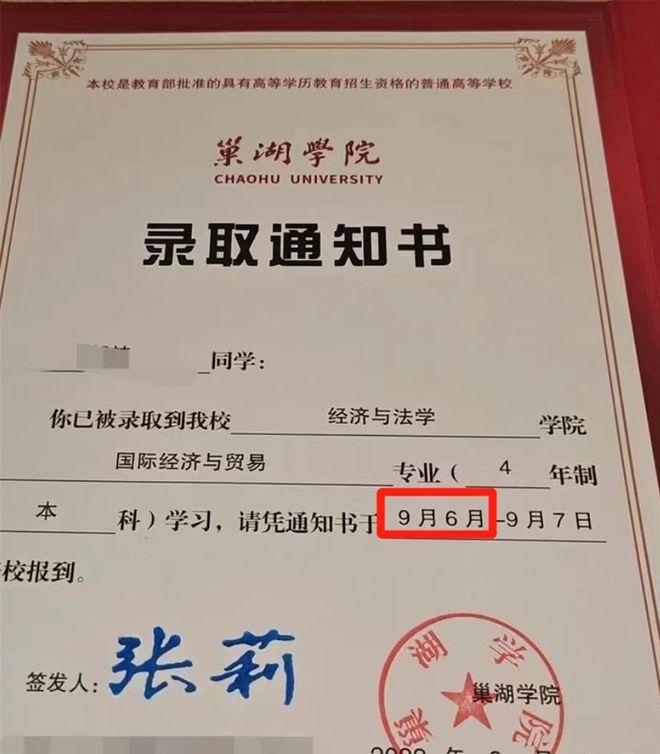 本校是教育部批准的具有高等学历教育招生资格的普通高等学校
巢湖學院
CHAOHU UNIVERSITY
录取通知书
同学:
你已被录取到我校 经济与法学 学院
国际经济与贸易 专业( 4 年制
本 科)学习,请凭通知书于 9月6月-9月7日
校报到。
签发人: 张莉
巢湖学院